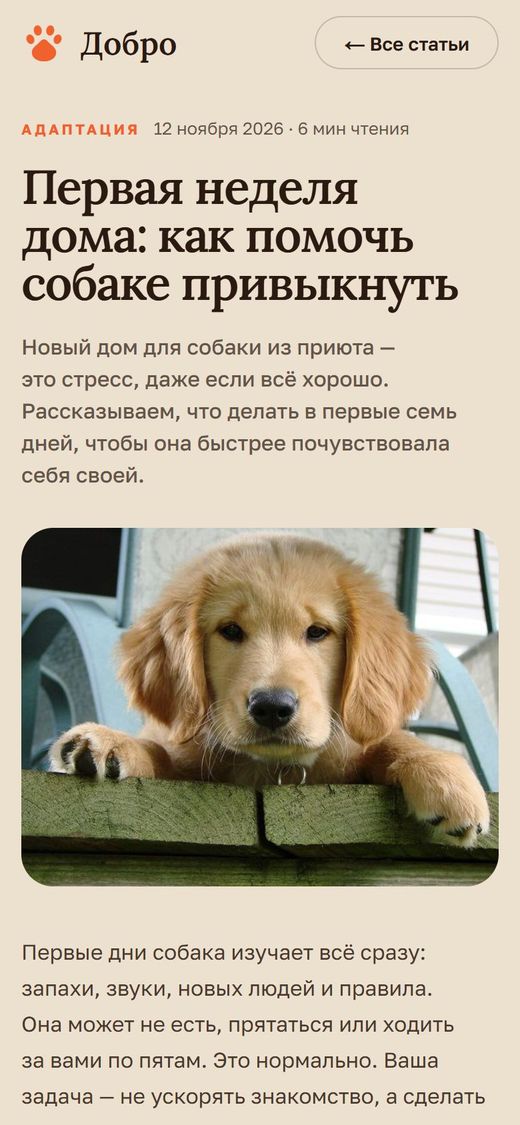 Добро
← Все статьи
АДАПТАЦИЯ 12 ноября 2026 · 6 мин чтения
Первая неделя
дома: как помочь
собаке привыкнуть
Новый дом для собаки из приюта —
это стресс, даже если всё хорошо.
Рассказываем, что делать в первые семь
дней, чтобы она быстрее почувствовала
себя своей.
Первые дни собака изучает всё сразу:
запахи, звуки, новых людей и правила.
Она может не есть, прятаться или ходить
за вами по пятам. Это нормально. Ваша
задача — не ускорять знакомство, а сделать